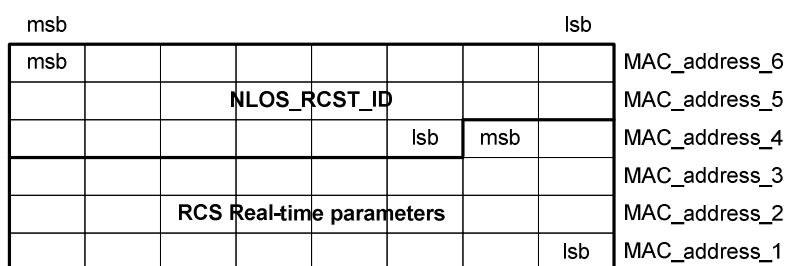 msb lsb
msb MAC_address_6
NLOS_RCST_ID MAC_address_5
lsb msb MAC_address_4
MAC_address_3
RCS Real-time parameters MAC_address_2
lsb MAC_address_1